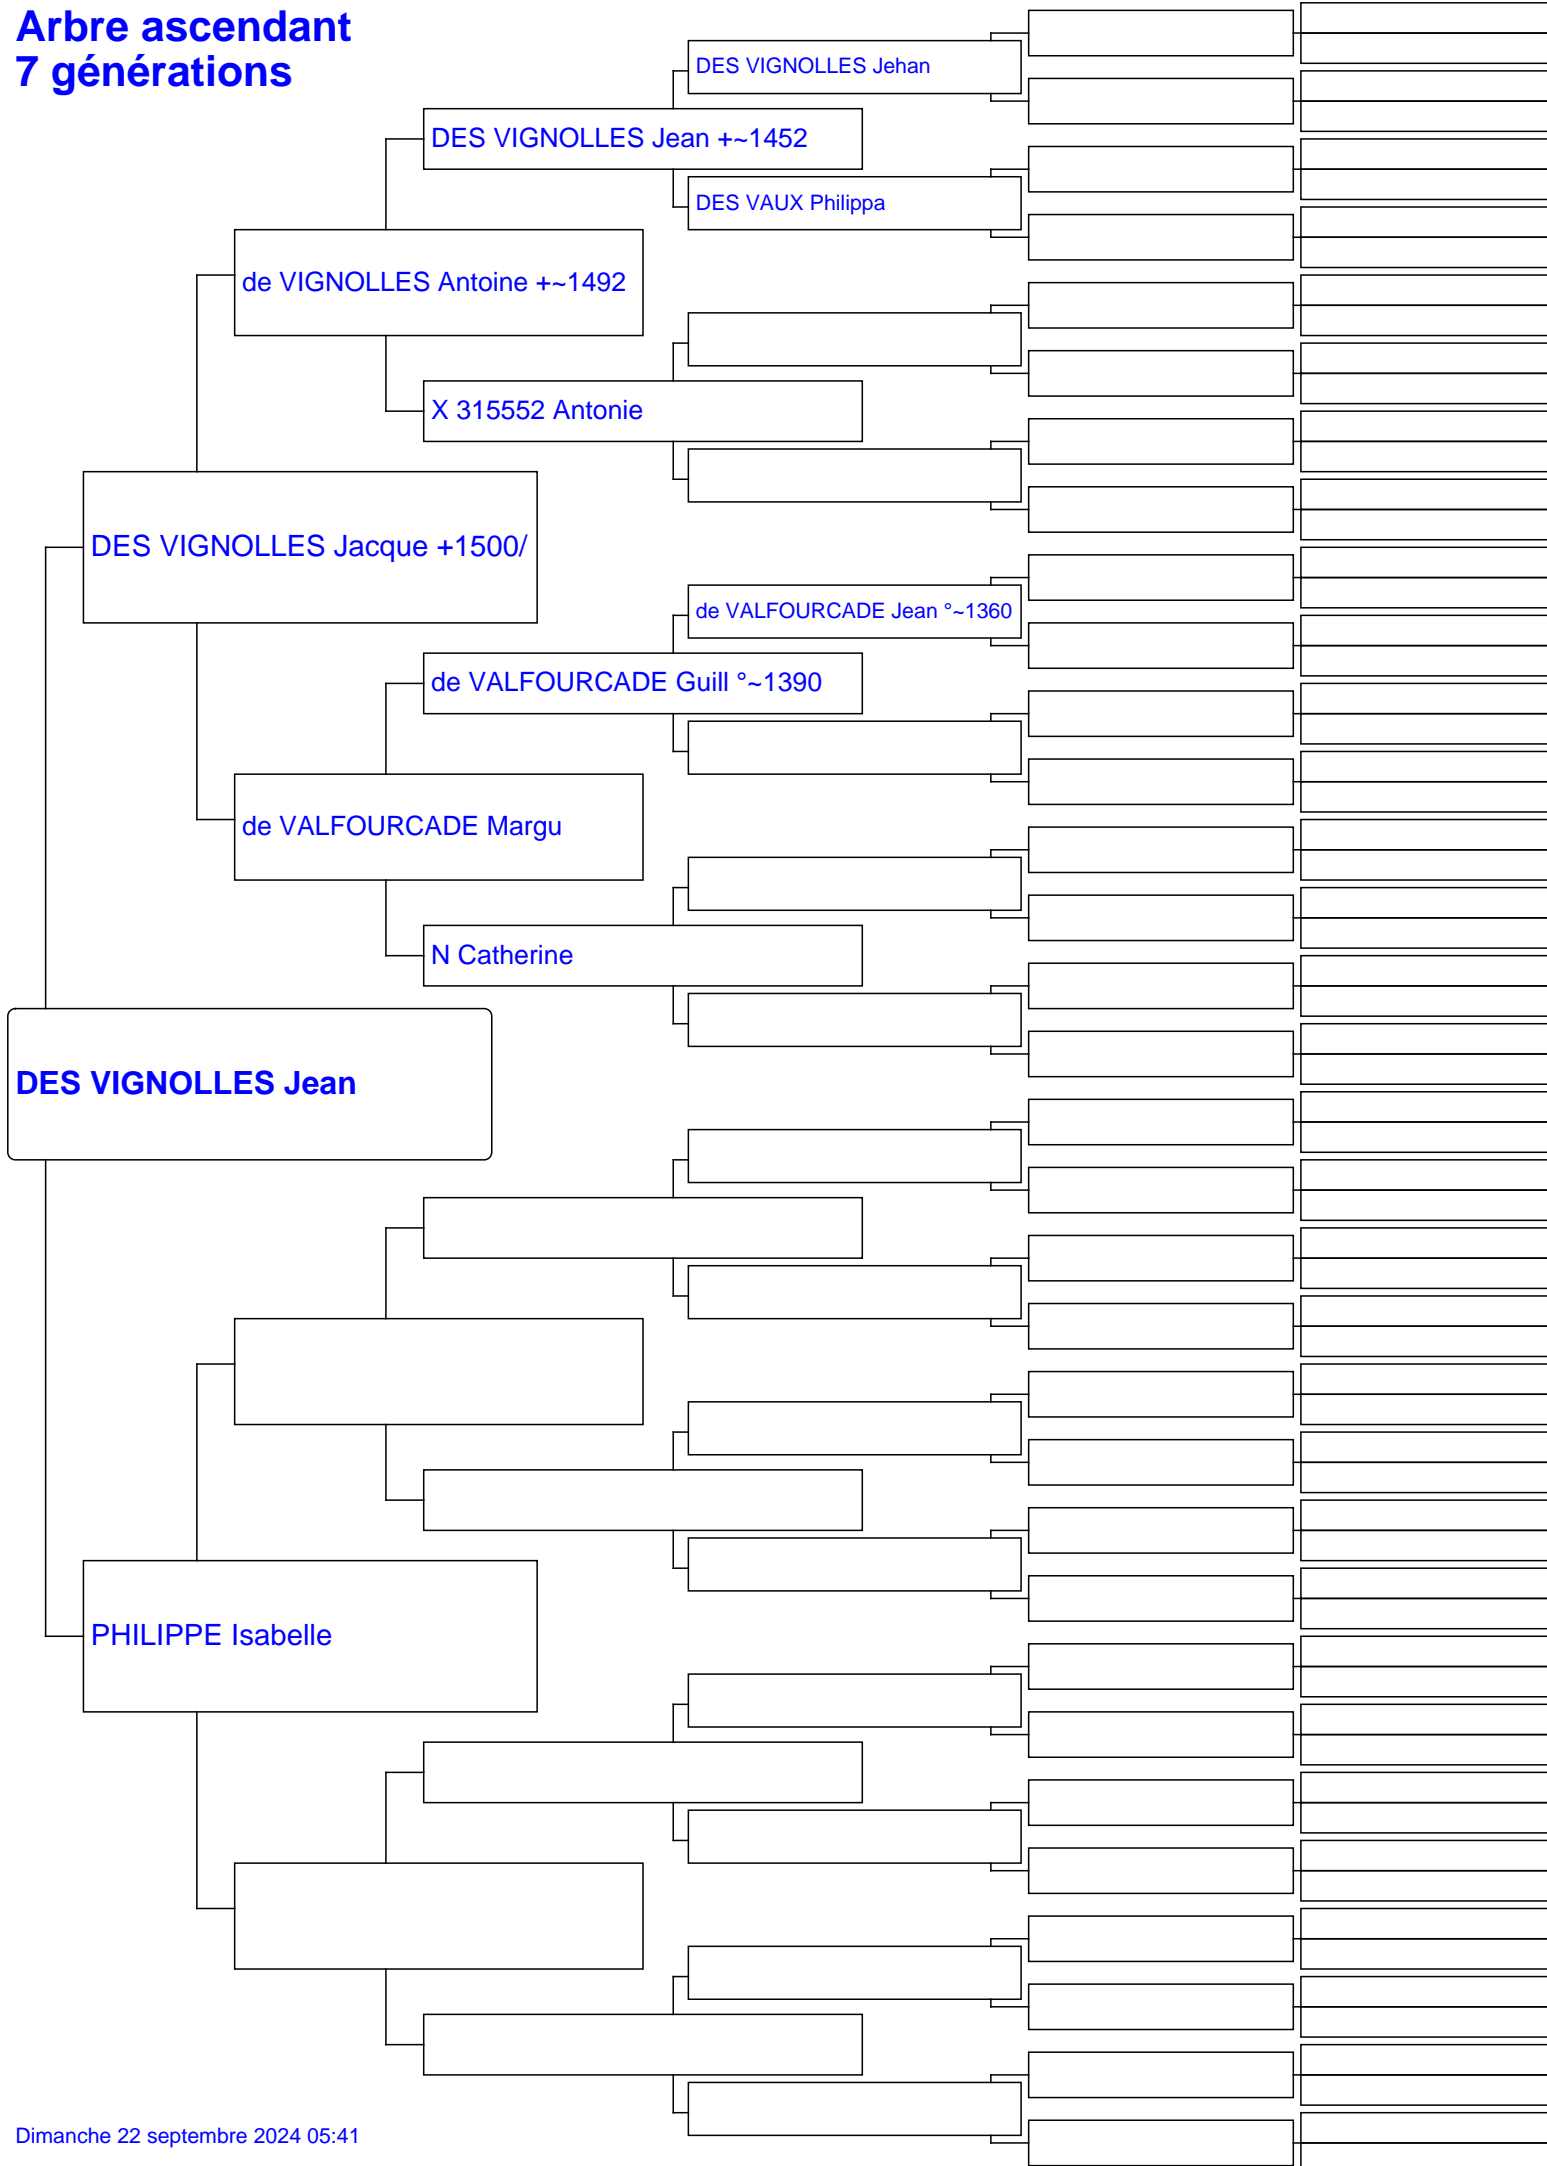 Arbre ascendant
7 générations
DES VIGNOLLES Jehan
DES VIGNOLLES Jean +~1452
DES VAUX Philippa
de VIGNOLLES Antoine +~1492
X 315552 Antonie
DES VIGNOLLES Jacque +1500/
de VALFOURCADE Jean °~1360
de VALFOURCADE Guill °~1390
de VALFOURCADE Margu
N Catherine
DES VIGNOLLES Jean
PHILIPPE Isabelle
Dimanche 22 septembre 2024 05:41